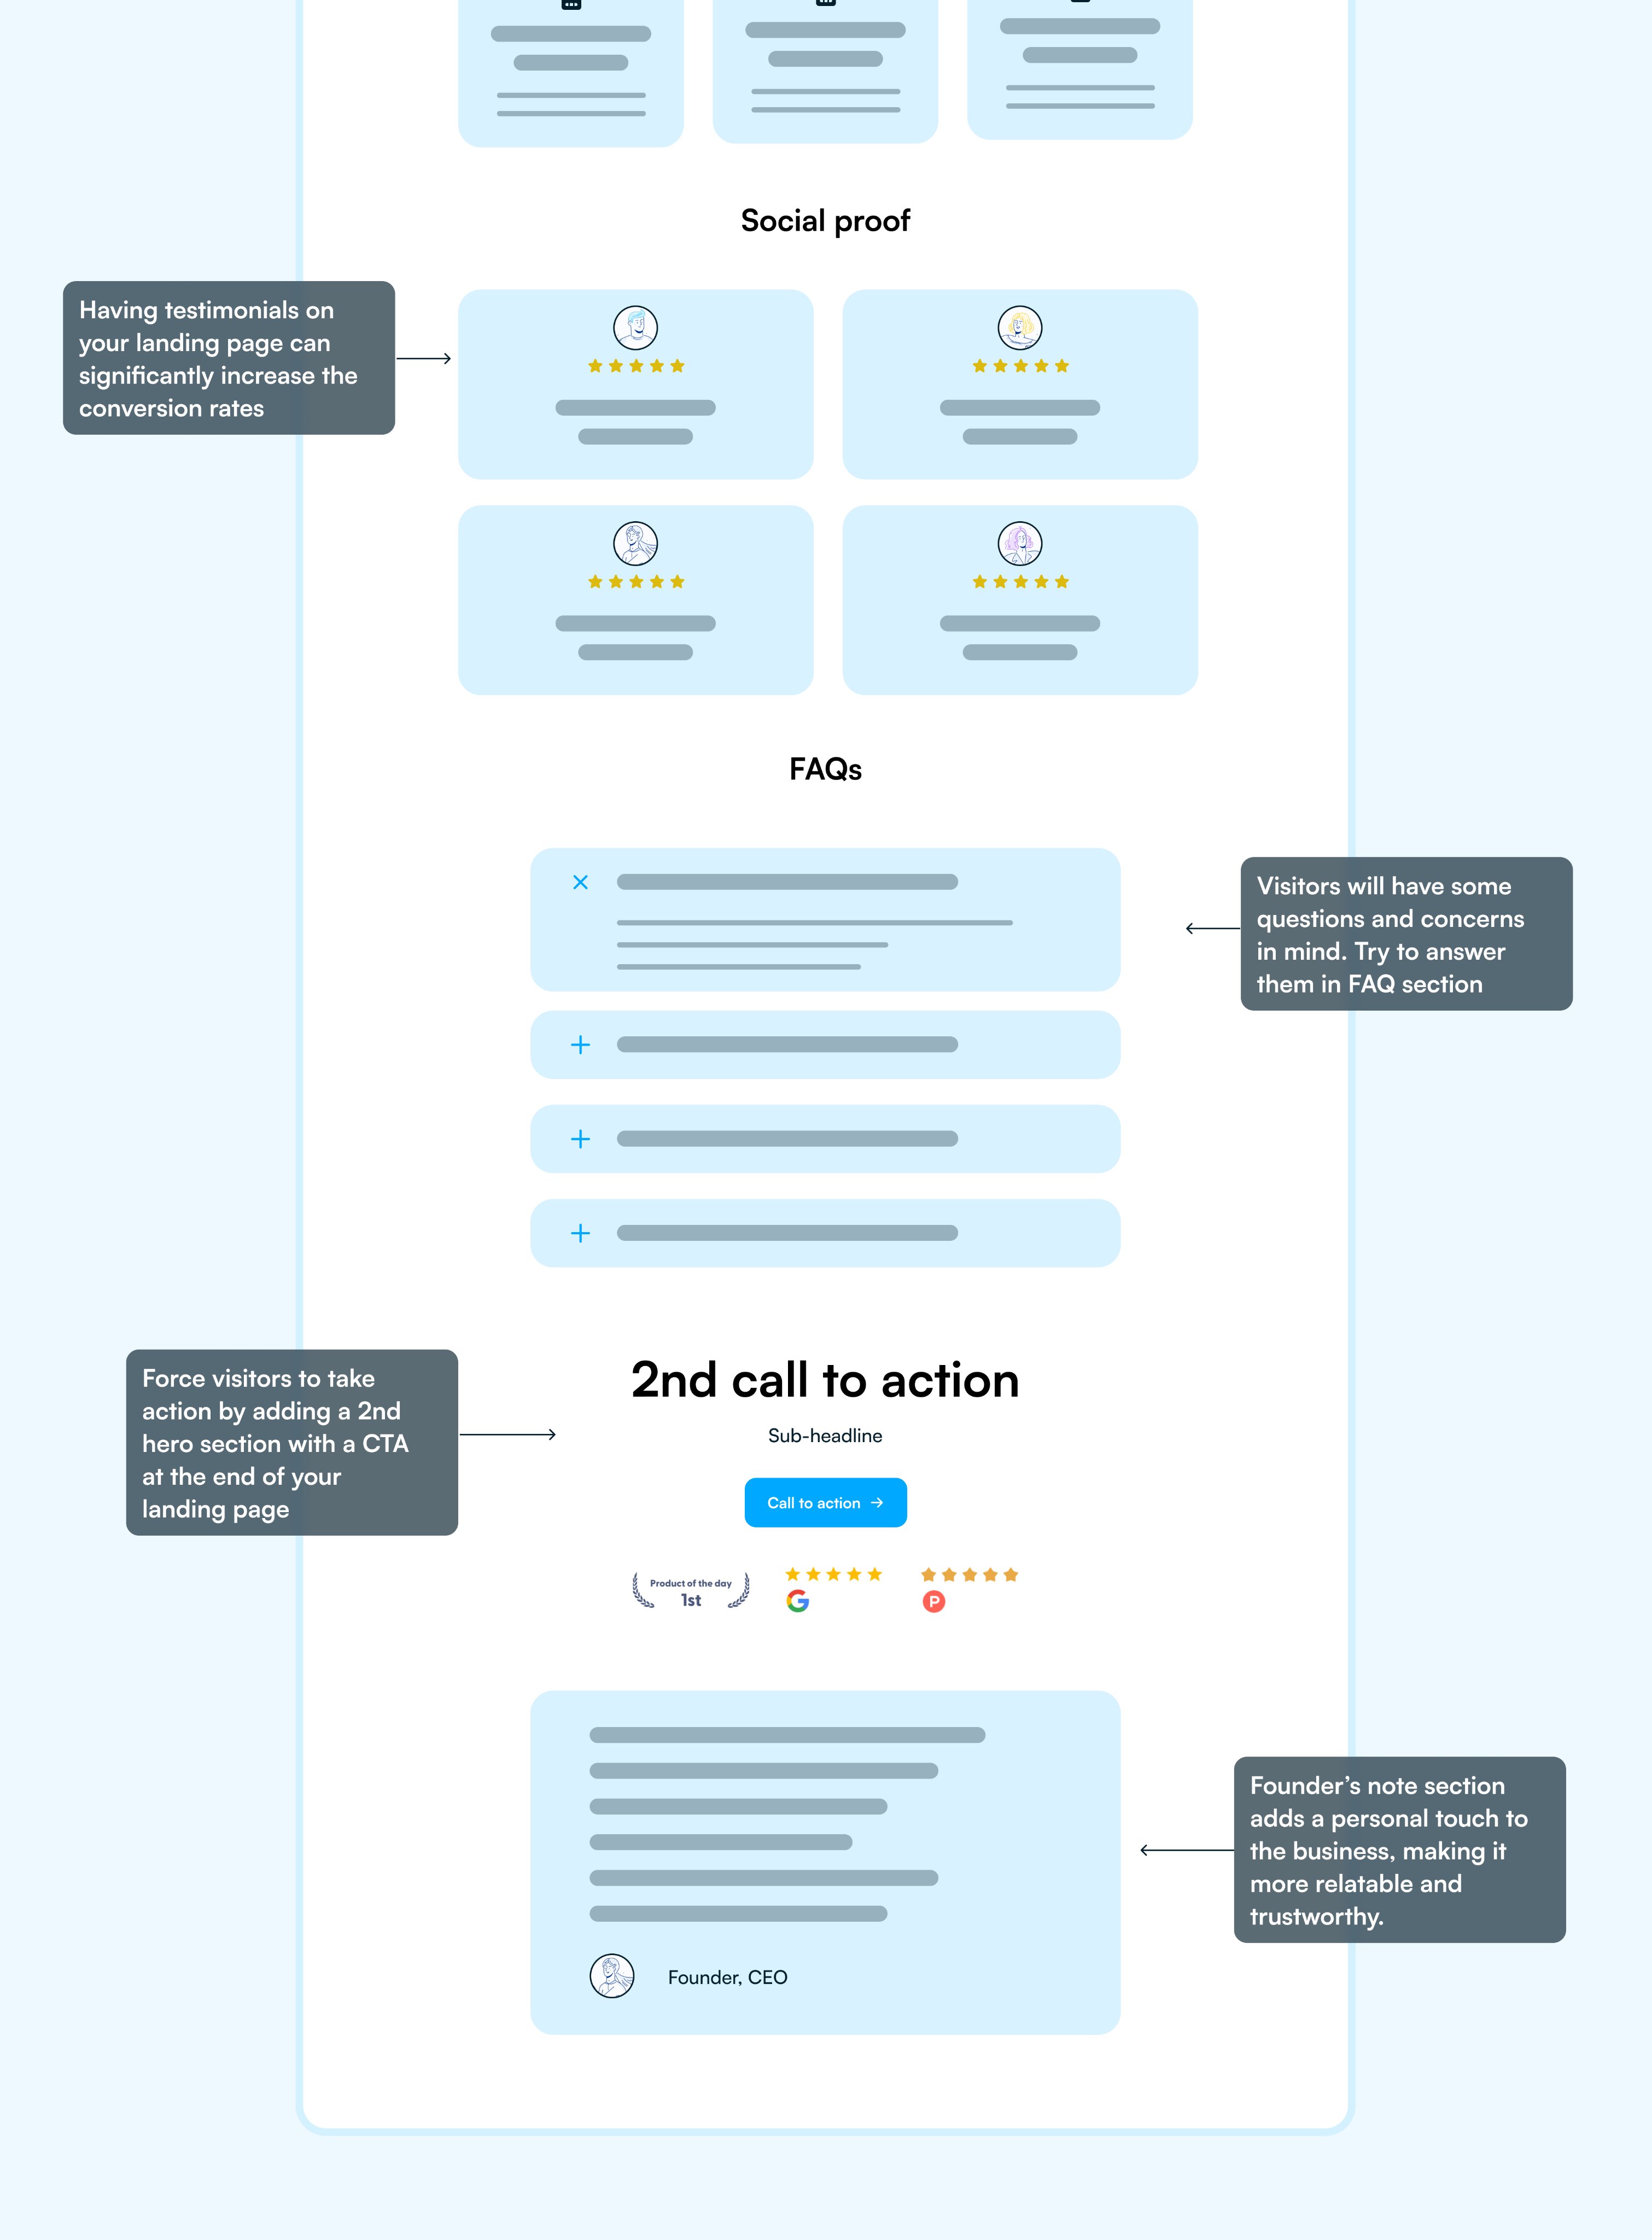 Social proof
Having testimonials on
your landing page can
significantly increase the
conversion rates
FAQs
Visitors will have some
questions and concerns
in mind. Try to answer
them in FAQ section
Force visitors to take
action by adding a 2nd
hero section with a CTA
at the end of your
landing page
2nd call to action
Sub-headline
Call to action →
Product of the day
1st
G
P
Founder’s note section
adds a personal touch to
the business, making it
more relatable and
trustworthy.
Founder, CEO